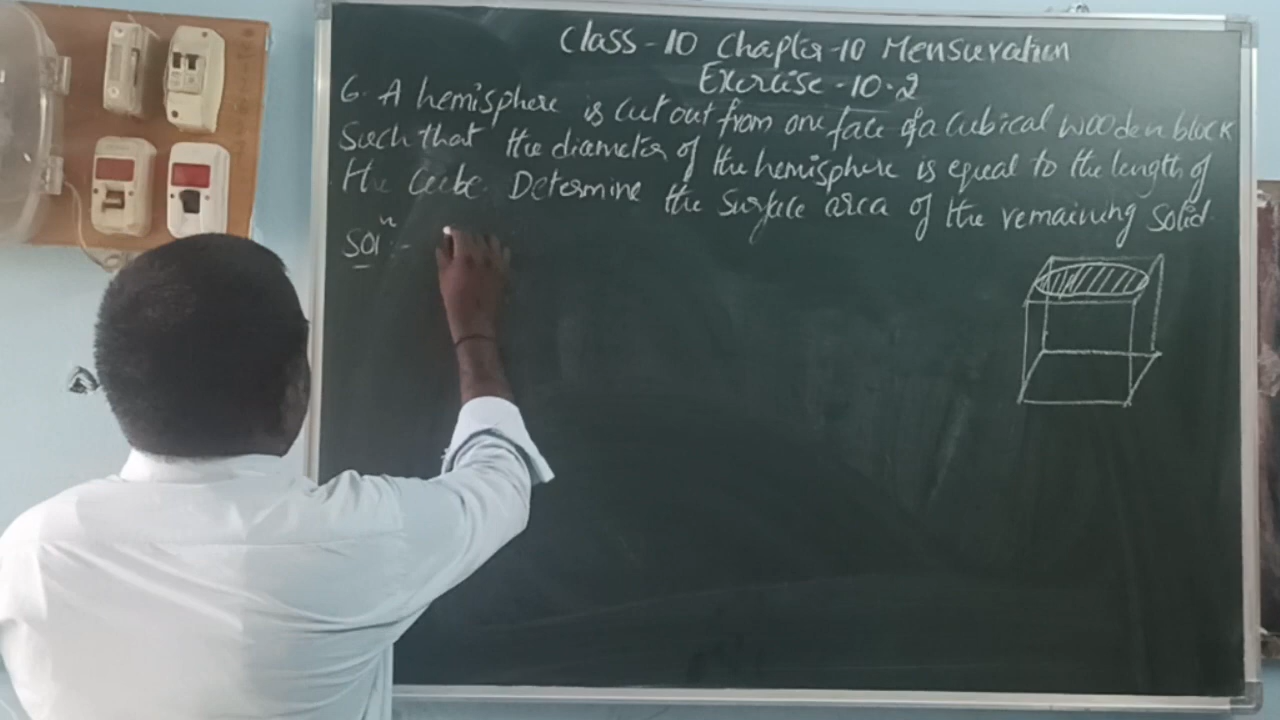 Class-10 Chapter-10 Mensuration
Exercise-10.2
6. A hemisphere is cut out from one face of a cubical wooden block
Such that the diameter of the hemisphere is equal to the length of
the Cube. Determine the Surface area of the remaining Solid.
Solⁿ:-